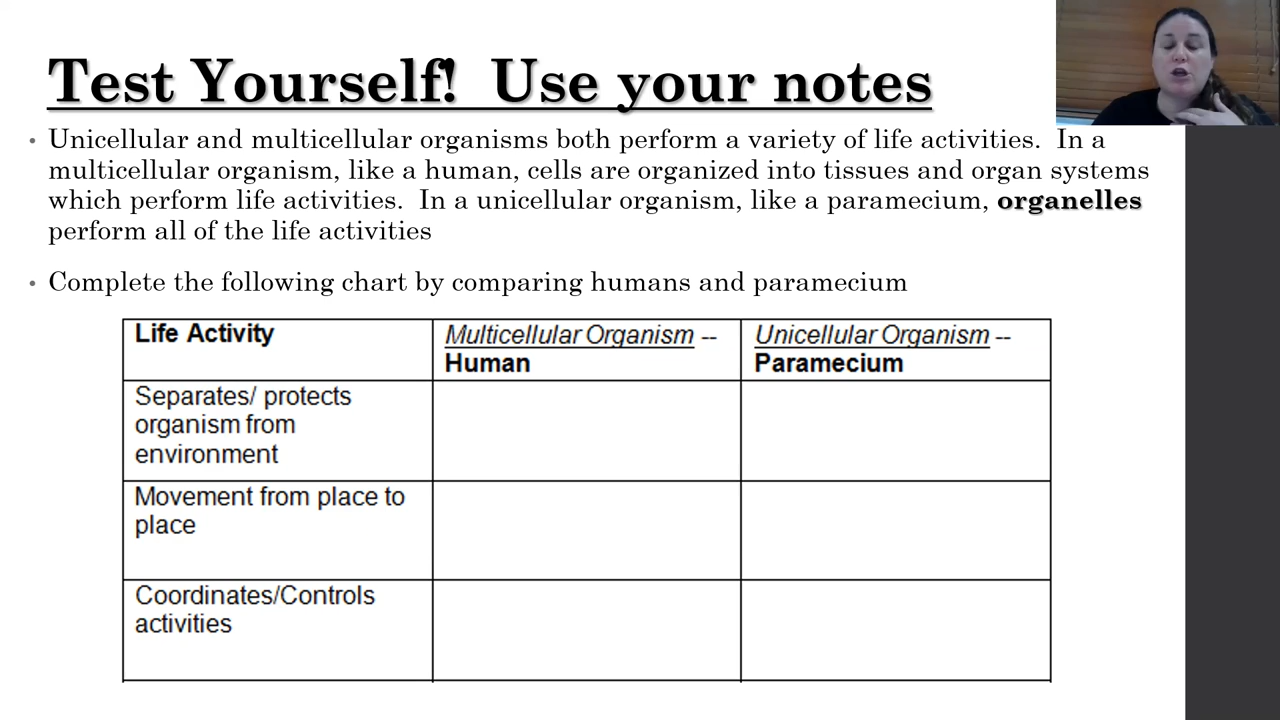 Test Yourself!  Use your notes
• Unicellular and multicellular organisms both perform a variety of life activities.  In a
multicellular organism, like a human, cells are organized into tissues and organ systems
which perform life activities.  In a unicellular organism, like a paramecium, organelles
perform all of the life activities
• Complete the following chart by comparing humans and paramecium
Life Activity
Multicellular Organism --
Human
Unicellular Organism --
Paramecium
Separates/ protects
organism from
environment
Movement from place to
place
Coordinates/Controls
activities